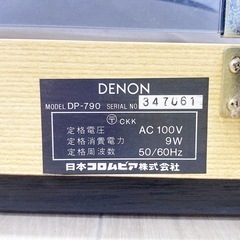 DENON
MODEL DP-790 SERIAL NO. 347061
〒 CKK
定格電圧 AC 100V
定格消費電力 9W
定格周波数 50/60Hz
日本コロムビア株式会社